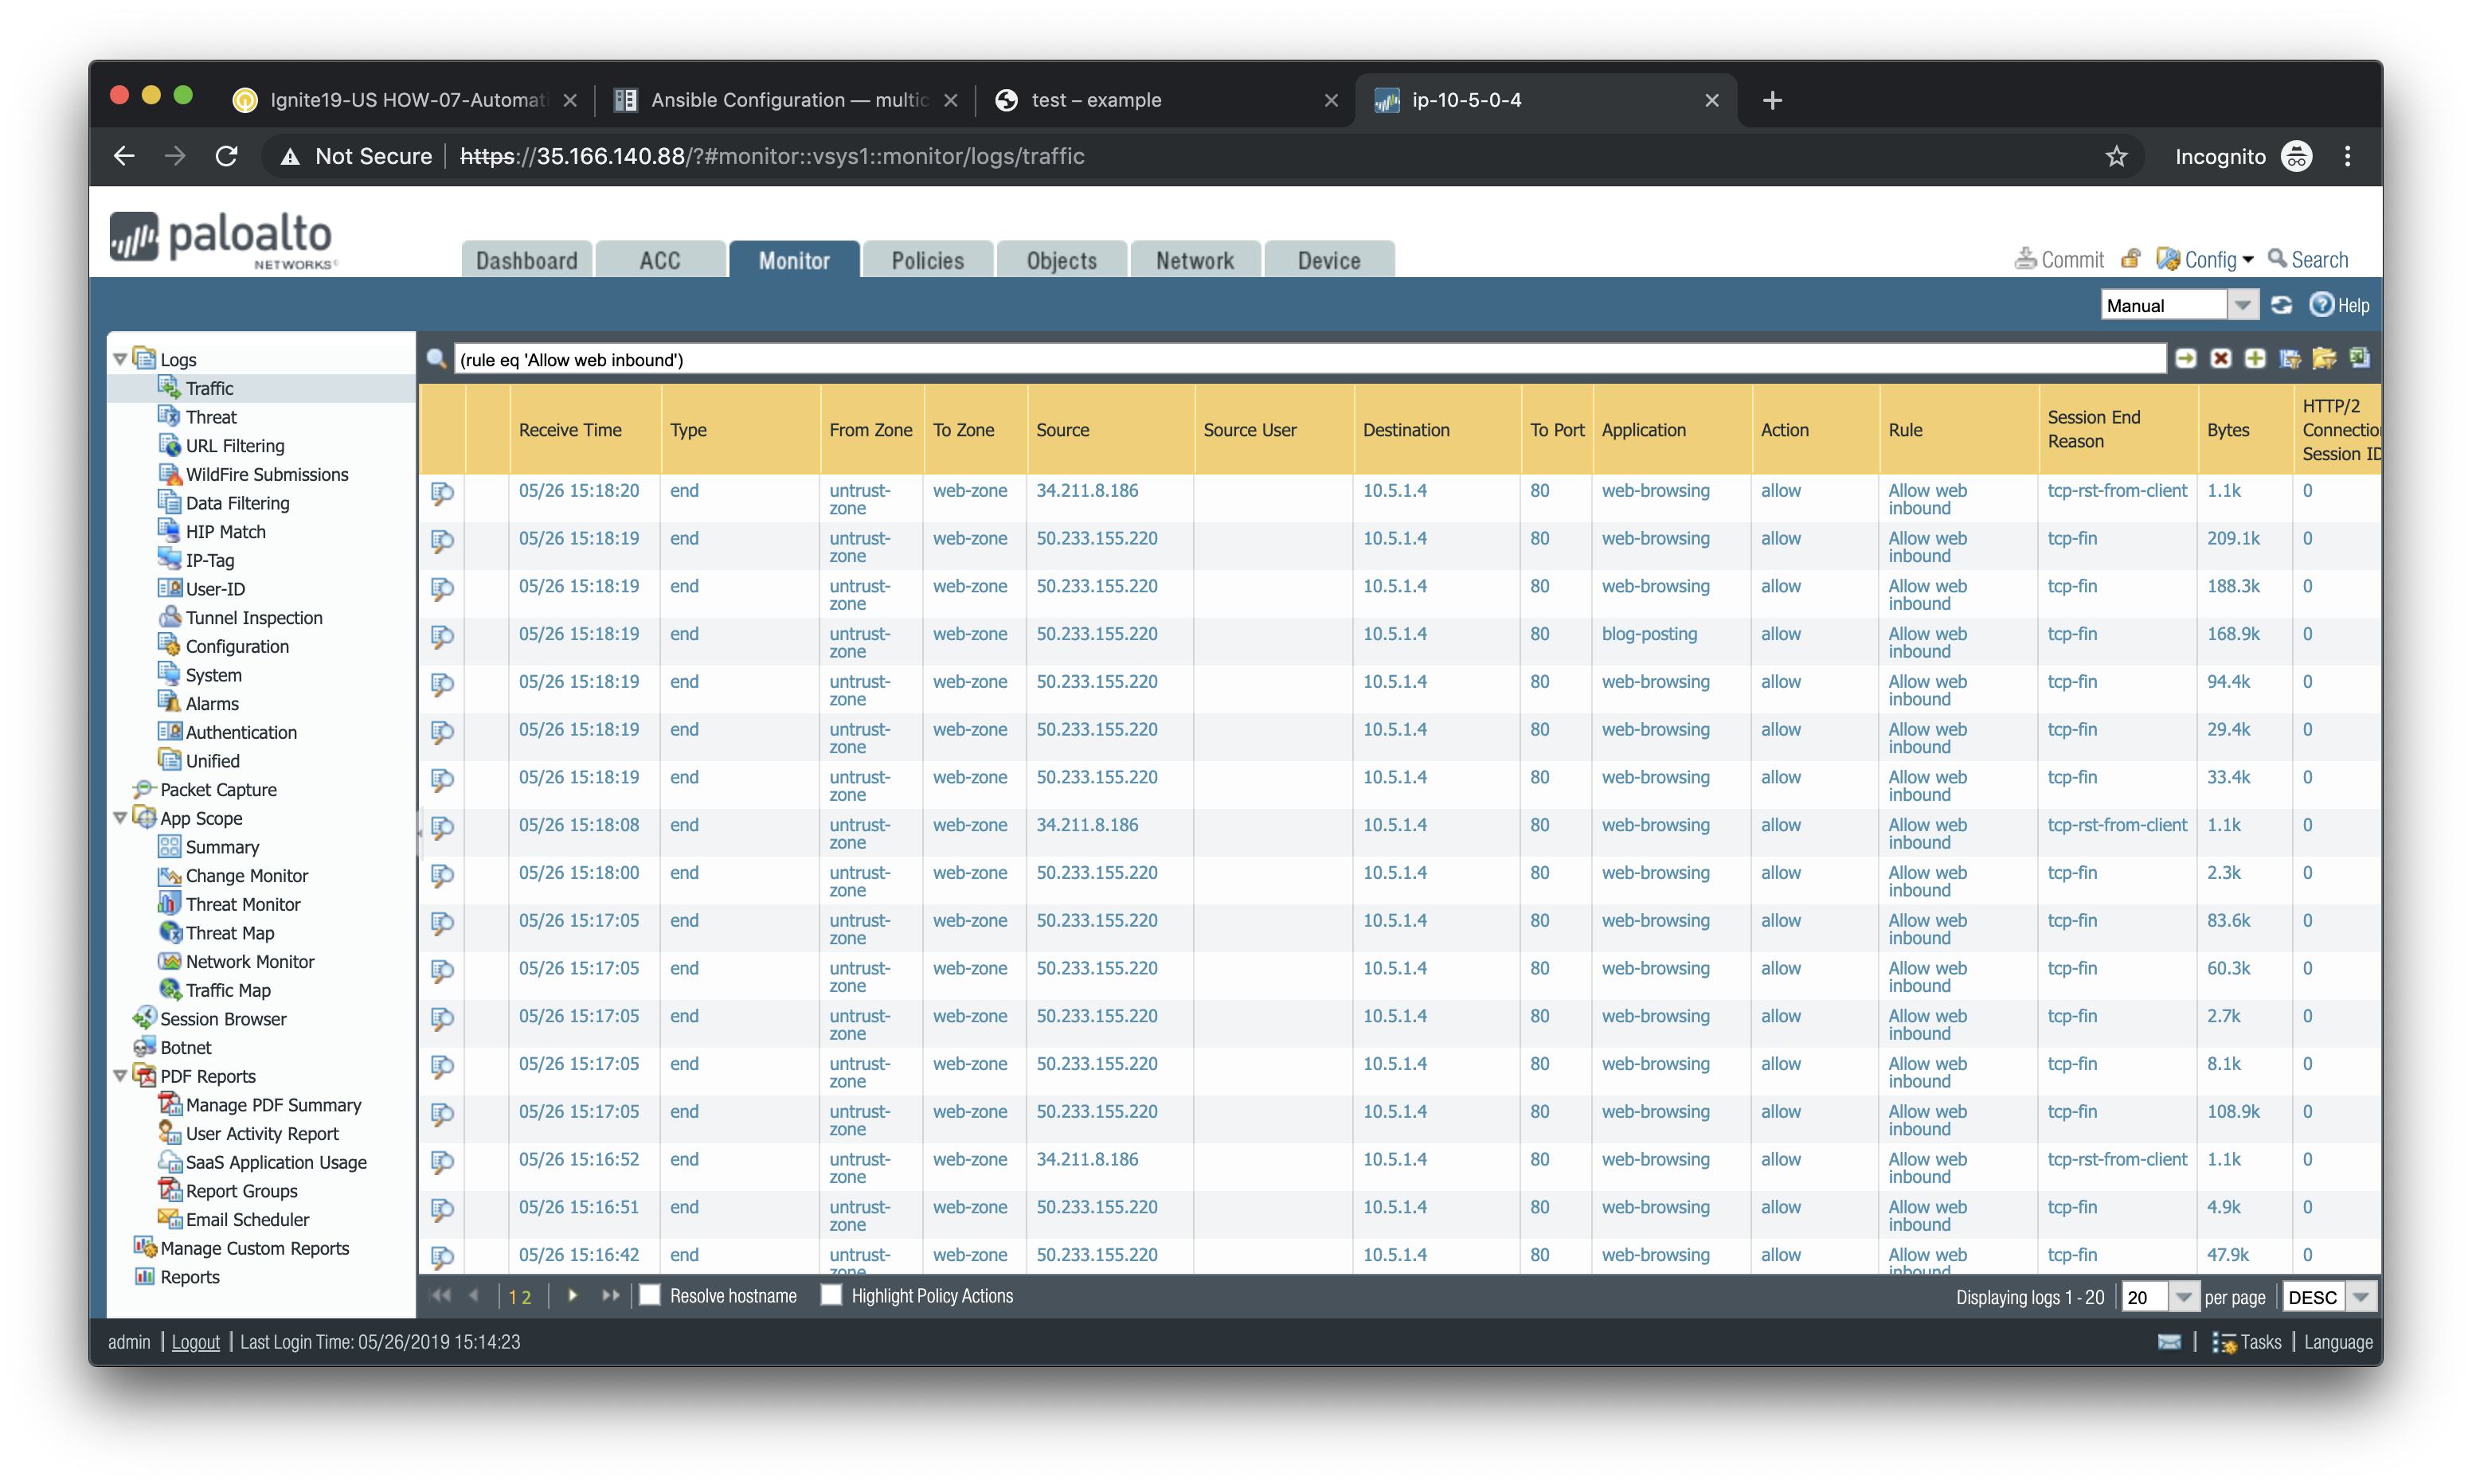 Ignite19-US HOW-07-Automati
Ansible Configuration — multic
test – example
ip-10-5-0-4
Not Secure https://35.166.140.88/?#monitor::vsys1::monitor/logs/traffic Incognito
paloalto
NETWORKS
Dashboard ACC Monitor Policies Objects Network Device
Commit Config Search
Manual Help
Logs
Traffic
Threat
URL Filtering
WildFire Submissions
Data Filtering
HIP Match
IP-Tag
User-ID
Tunnel Inspection
Configuration
System
Alarms
Authentication
Unified
Packet Capture
App Scope
Summary
Change Monitor
Threat Monitor
Threat Map
Network Monitor
Traffic Map
Session Browser
Botnet
PDF Reports
Manage PDF Summary
User Activity Report
SaaS Application Usage
Report Groups
Email Scheduler
Manage Custom Reports
Reports
(rule eq 'Allow web inbound')
Receive Time Type From Zone To Zone Source Source User Destination To Port Application Action Rule Session End Reason Bytes HTTP/2 Connection Session ID
05/26 15:18:20 end untrust-zone web-zone 34.211.8.186 10.5.1.4 80 web-browsing allow Allow web inbound tcp-rst-from-client 1.1k 0
05/26 15:18:19 end untrust-zone web-zone 50.233.155.220 10.5.1.4 80 web-browsing allow Allow web inbound tcp-fin 209.1k 0
05/26 15:18:19 end untrust-zone web-zone 50.233.155.220 10.5.1.4 80 web-browsing allow Allow web inbound tcp-fin 188.3k 0
05/26 15:18:19 end untrust-zone web-zone 50.233.155.220 10.5.1.4 80 blog-posting allow Allow web inbound tcp-fin 168.9k 0
05/26 15:18:19 end untrust-zone web-zone 50.233.155.220 10.5.1.4 80 web-browsing allow Allow web inbound tcp-fin 94.4k 0
05/26 15:18:19 end untrust-zone web-zone 50.233.155.220 10.5.1.4 80 web-browsing allow Allow web inbound tcp-fin 29.4k 0
05/26 15:18:19 end untrust-zone web-zone 50.233.155.220 10.5.1.4 80 web-browsing allow Allow web inbound tcp-fin 33.4k 0
05/26 15:18:08 end untrust-zone web-zone 34.211.8.186 10.5.1.4 80 web-browsing allow Allow web inbound tcp-rst-from-client 1.1k 0
05/26 15:18:00 end untrust-zone web-zone 50.233.155.220 10.5.1.4 80 web-browsing allow Allow web inbound tcp-fin 2.3k 0
05/26 15:17:05 end untrust-zone web-zone 50.233.155.220 10.5.1.4 80 web-browsing allow Allow web inbound tcp-fin 83.6k 0
05/26 15:17:05 end untrust-zone web-zone 50.233.155.220 10.5.1.4 80 web-browsing allow Allow web inbound tcp-fin 60.3k 0
05/26 15:17:05 end untrust-zone web-zone 50.233.155.220 10.5.1.4 80 web-browsing allow Allow web inbound tcp-fin 2.7k 0
05/26 15:17:05 end untrust-zone web-zone 50.233.155.220 10.5.1.4 80 web-browsing allow Allow web inbound tcp-fin 8.1k 0
05/26 15:17:05 end untrust-zone web-zone 50.233.155.220 10.5.1.4 80 web-browsing allow Allow web inbound tcp-fin 108.9k 0
05/26 15:16:52 end untrust-zone web-zone 34.211.8.186 10.5.1.4 80 web-browsing allow Allow web inbound tcp-rst-from-client 1.1k 0
05/26 15:16:51 end untrust-zone web-zone 50.233.155.220 10.5.1.4 80 web-browsing allow Allow web inbound tcp-fin 4.9k 0
05/26 15:16:42 end untrust-zone web-zone 50.233.155.220 10.5.1.4 80 web-browsing allow Allow web inbound tcp-fin 47.9k 0
1 2 Resolve hostname Highlight Policy Actions Displaying logs 1 - 20 20 per page DESC
admin | Logout | Last Login Time: 05/26/2019 15:14:23 Tasks | Language